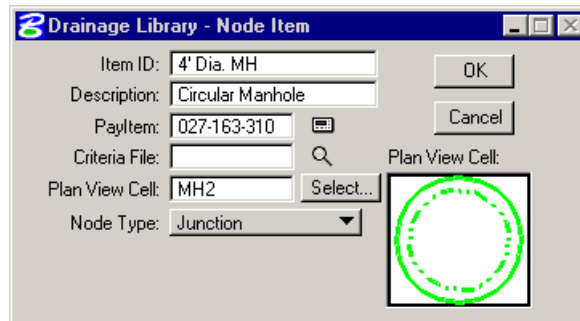 Drainage Library - Node Item
Item ID: 4' Dia. MH
OK
Description: Circular Manhole
PayItem: 027-163-310
Cancel
Criteria File:
Plan View Cell:
Plan View Cell: MH2 Select...
Node Type: Junction